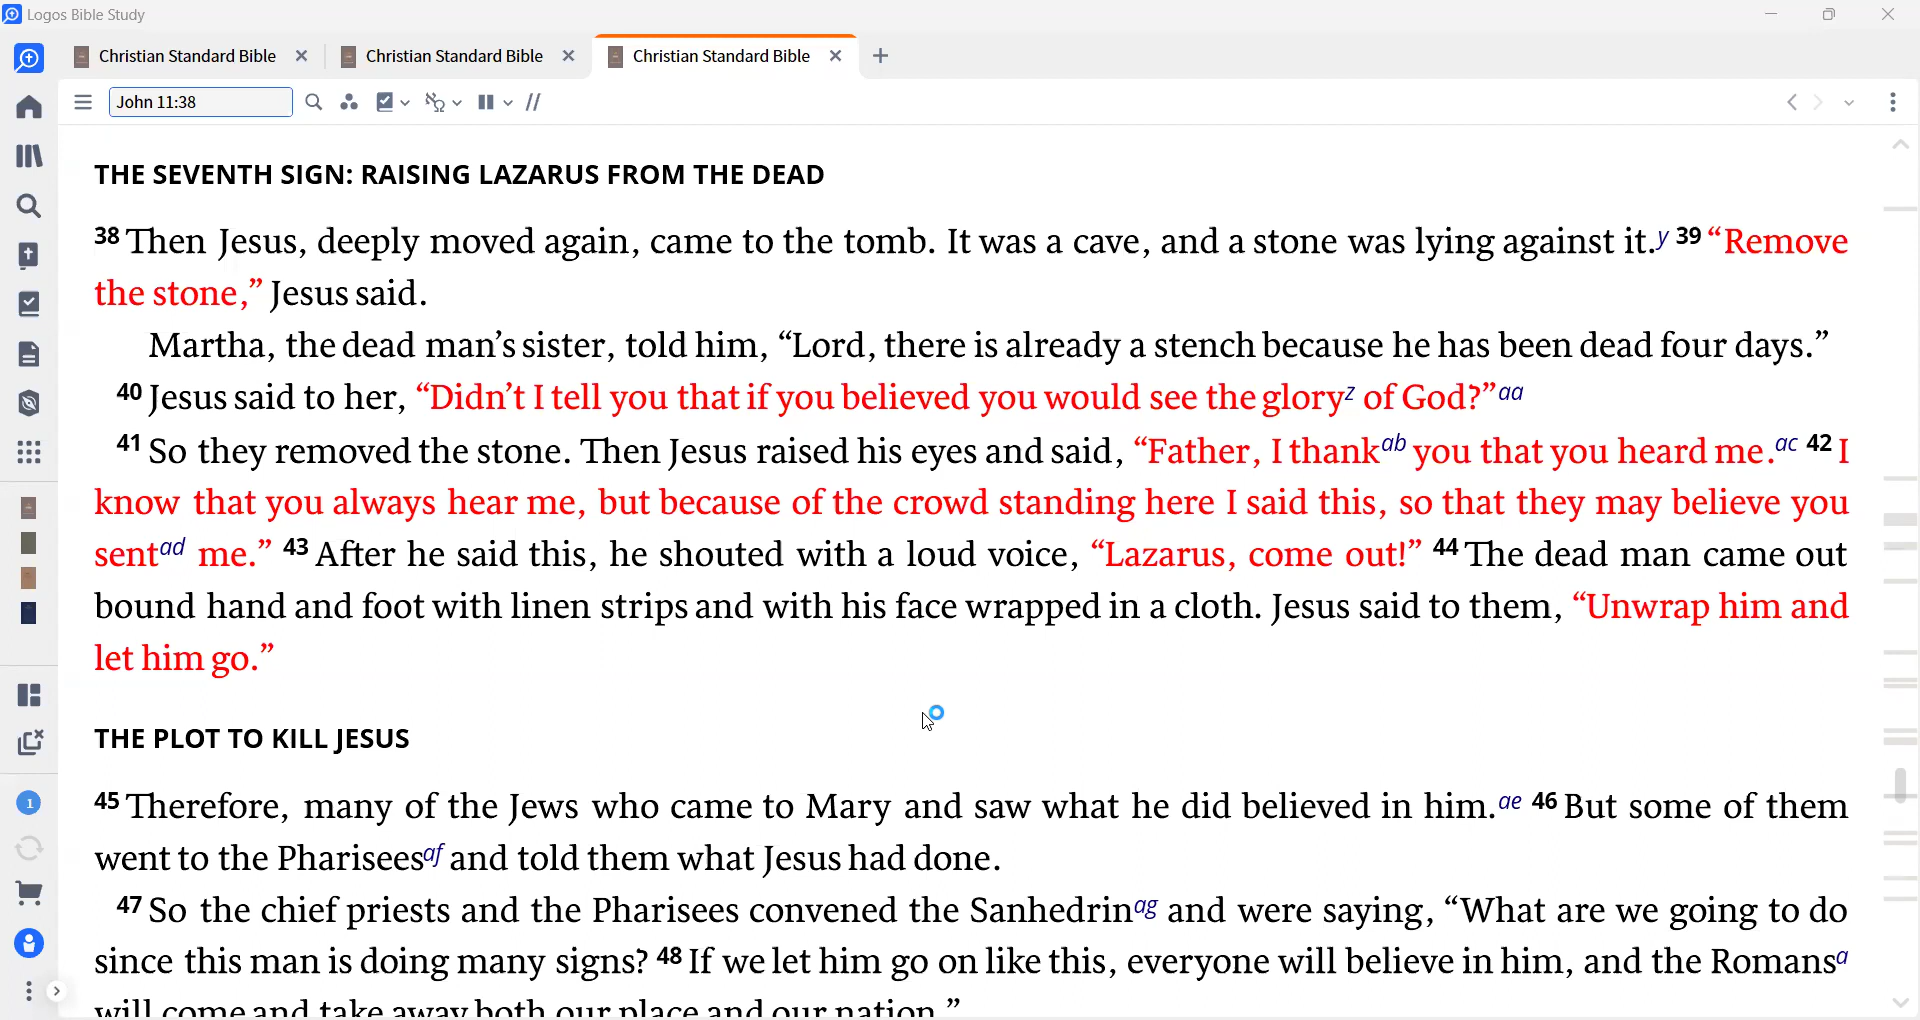 Logos Bible Study
Christian Standard Bible
Christian Standard Bible
Christian Standard Bible
John 11:38
THE SEVENTH SIGN: RAISING LAZARUS FROM THE DEAD
38 Then Jesus, deeply moved again, came to the tomb. It was a cave, and a stone was lying against it.y 39 “Remove
the stone,” Jesus said.
Martha, the dead man’s sister, told him, “Lord, there is already a stench because he has been dead four days.”
40 Jesus said to her, “Didn’t I tell you that if you believed you would see the gloryz of God?”aa
41 So they removed the stone. Then Jesus raised his eyes and said, “Father, I thankab you that you heard me.ac 42 I
know that you always hear me, but because of the crowd standing here I said this, so that they may believe you
sentad me.” 43 After he said this, he shouted with a loud voice, “Lazarus, come out!” 44 The dead man came out
bound hand and foot with linen strips and with his face wrapped in a cloth. Jesus said to them, “Unwrap him and
let him go.”
THE PLOT TO KILL JESUS
45 Therefore, many of the Jews who came to Mary and saw what he did believed in him.ae 46 But some of them
went to the Phariseesaf and told them what Jesus had done.
47 So the chief priests and the Pharisees convened the Sanhedrinag and were saying, “What are we going to do
since this man is doing many signs? 48 If we let him go on like this, everyone will believe in him, and the Romansa
will come and take away both our place and our nation.”
1